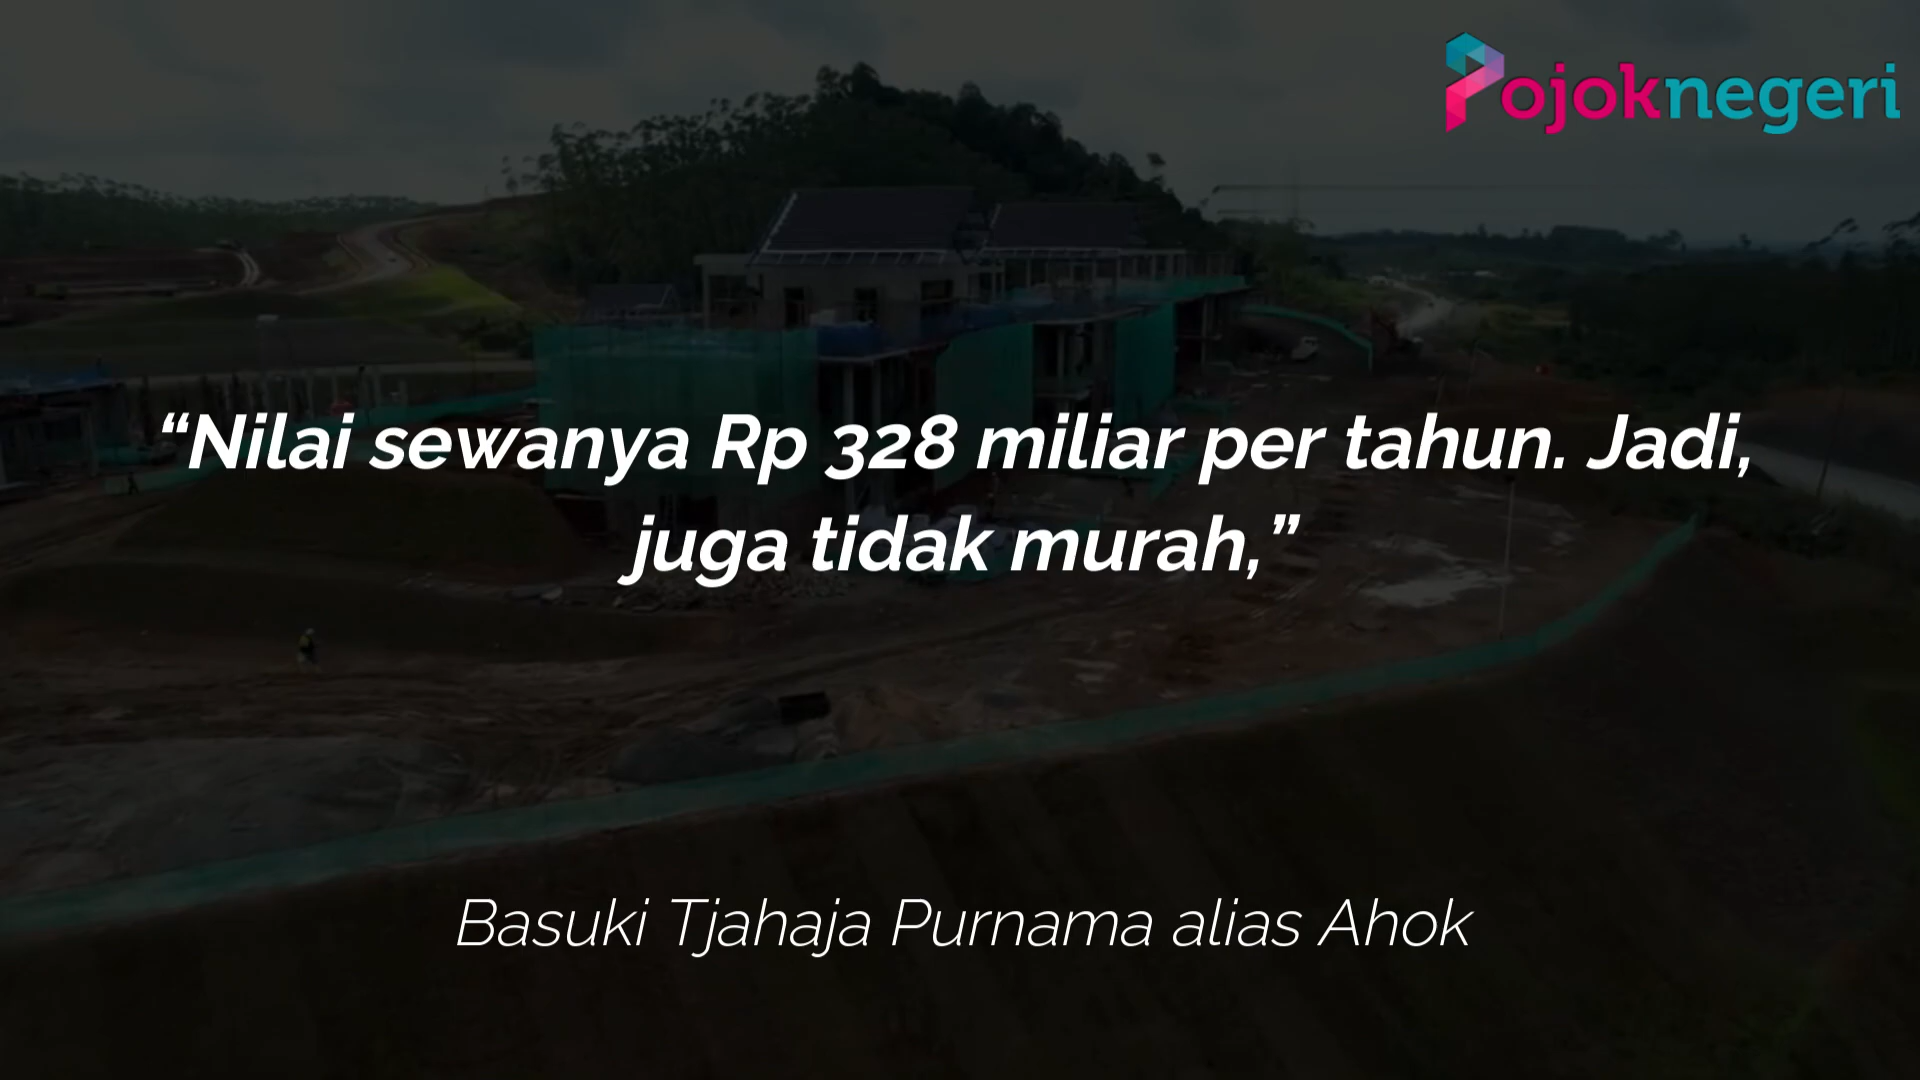 Pojoknegeri
“Nilai sewanya Rp 328 miliar per tahun. Jadi,
juga tidak murah,”
Basuki Tjahaja Purnama alias Ahok